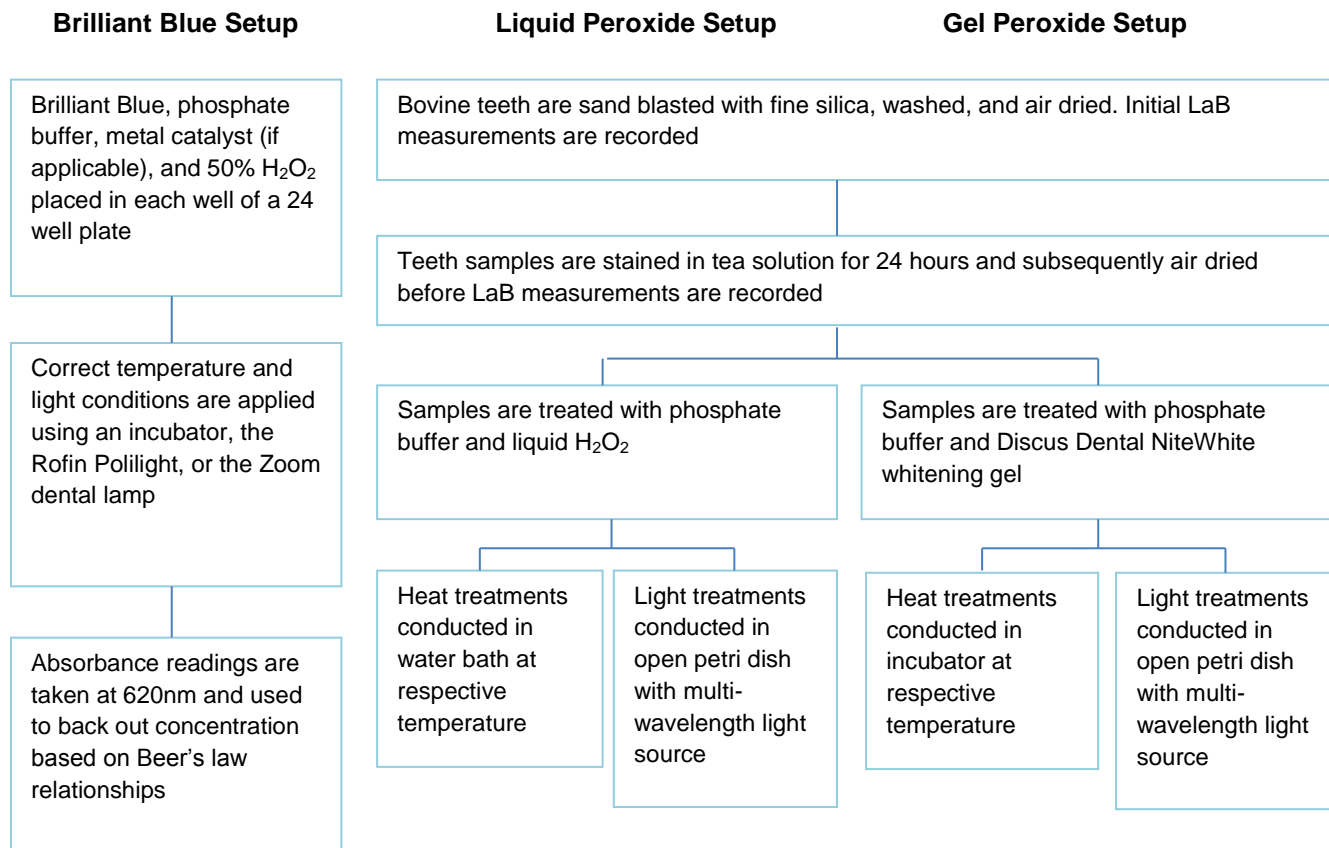 Brilliant Blue Setup
Liquid Peroxide Setup
Gel Peroxide Setup
Brilliant Blue, phosphate
buffer, metal catalyst (if
applicable), and 50% H₂O₂
placed in each well of a 24
well plate
Correct temperature and
light conditions are applied
using an incubator, the
Rofin Polilight, or the Zoom
dental lamp
Absorbance readings are
taken at 620nm and used
to back out concentration
based on Beer's law
relationships
Bovine teeth are sand blasted with fine silica, washed, and air dried. Initial LaB
measurements are recorded
Teeth samples are stained in tea solution for 24 hours and subsequently air dried
before LaB measurements are recorded
Samples are treated with phosphate
buffer and liquid H₂O₂
Samples are treated with phosphate
buffer and Discus Dental NiteWhite
whitening gel
Heat treatments
conducted in
water bath at
respective
temperature
Light treatments
conducted in
open petri dish
with multi-
wavelength light
source
Heat treatments
conducted in
incubator at
respective
temperature
Light treatments
conducted in
open petri dish
with multi-
wavelength light
source